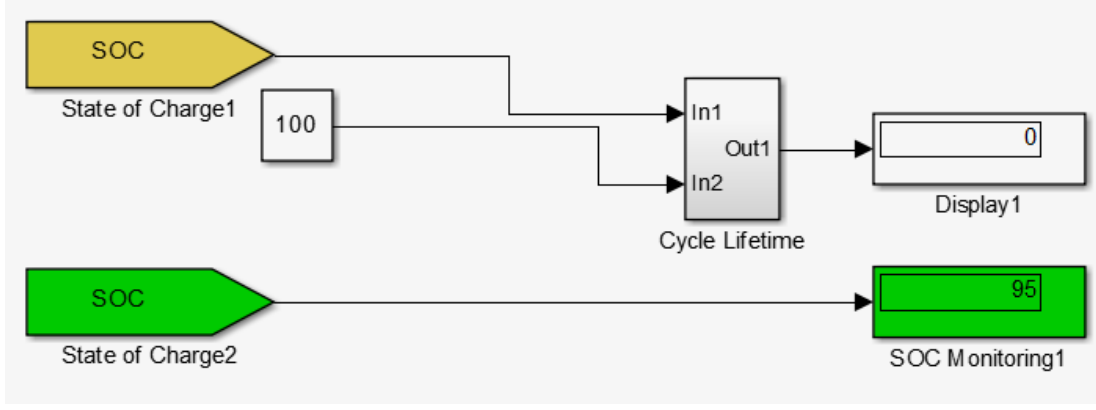 SOC
State of Charge1
100
In1
Out1
In2
Cycle Lifetime
0
Display1
SOC
State of Charge2
95
SOC Monitoring1